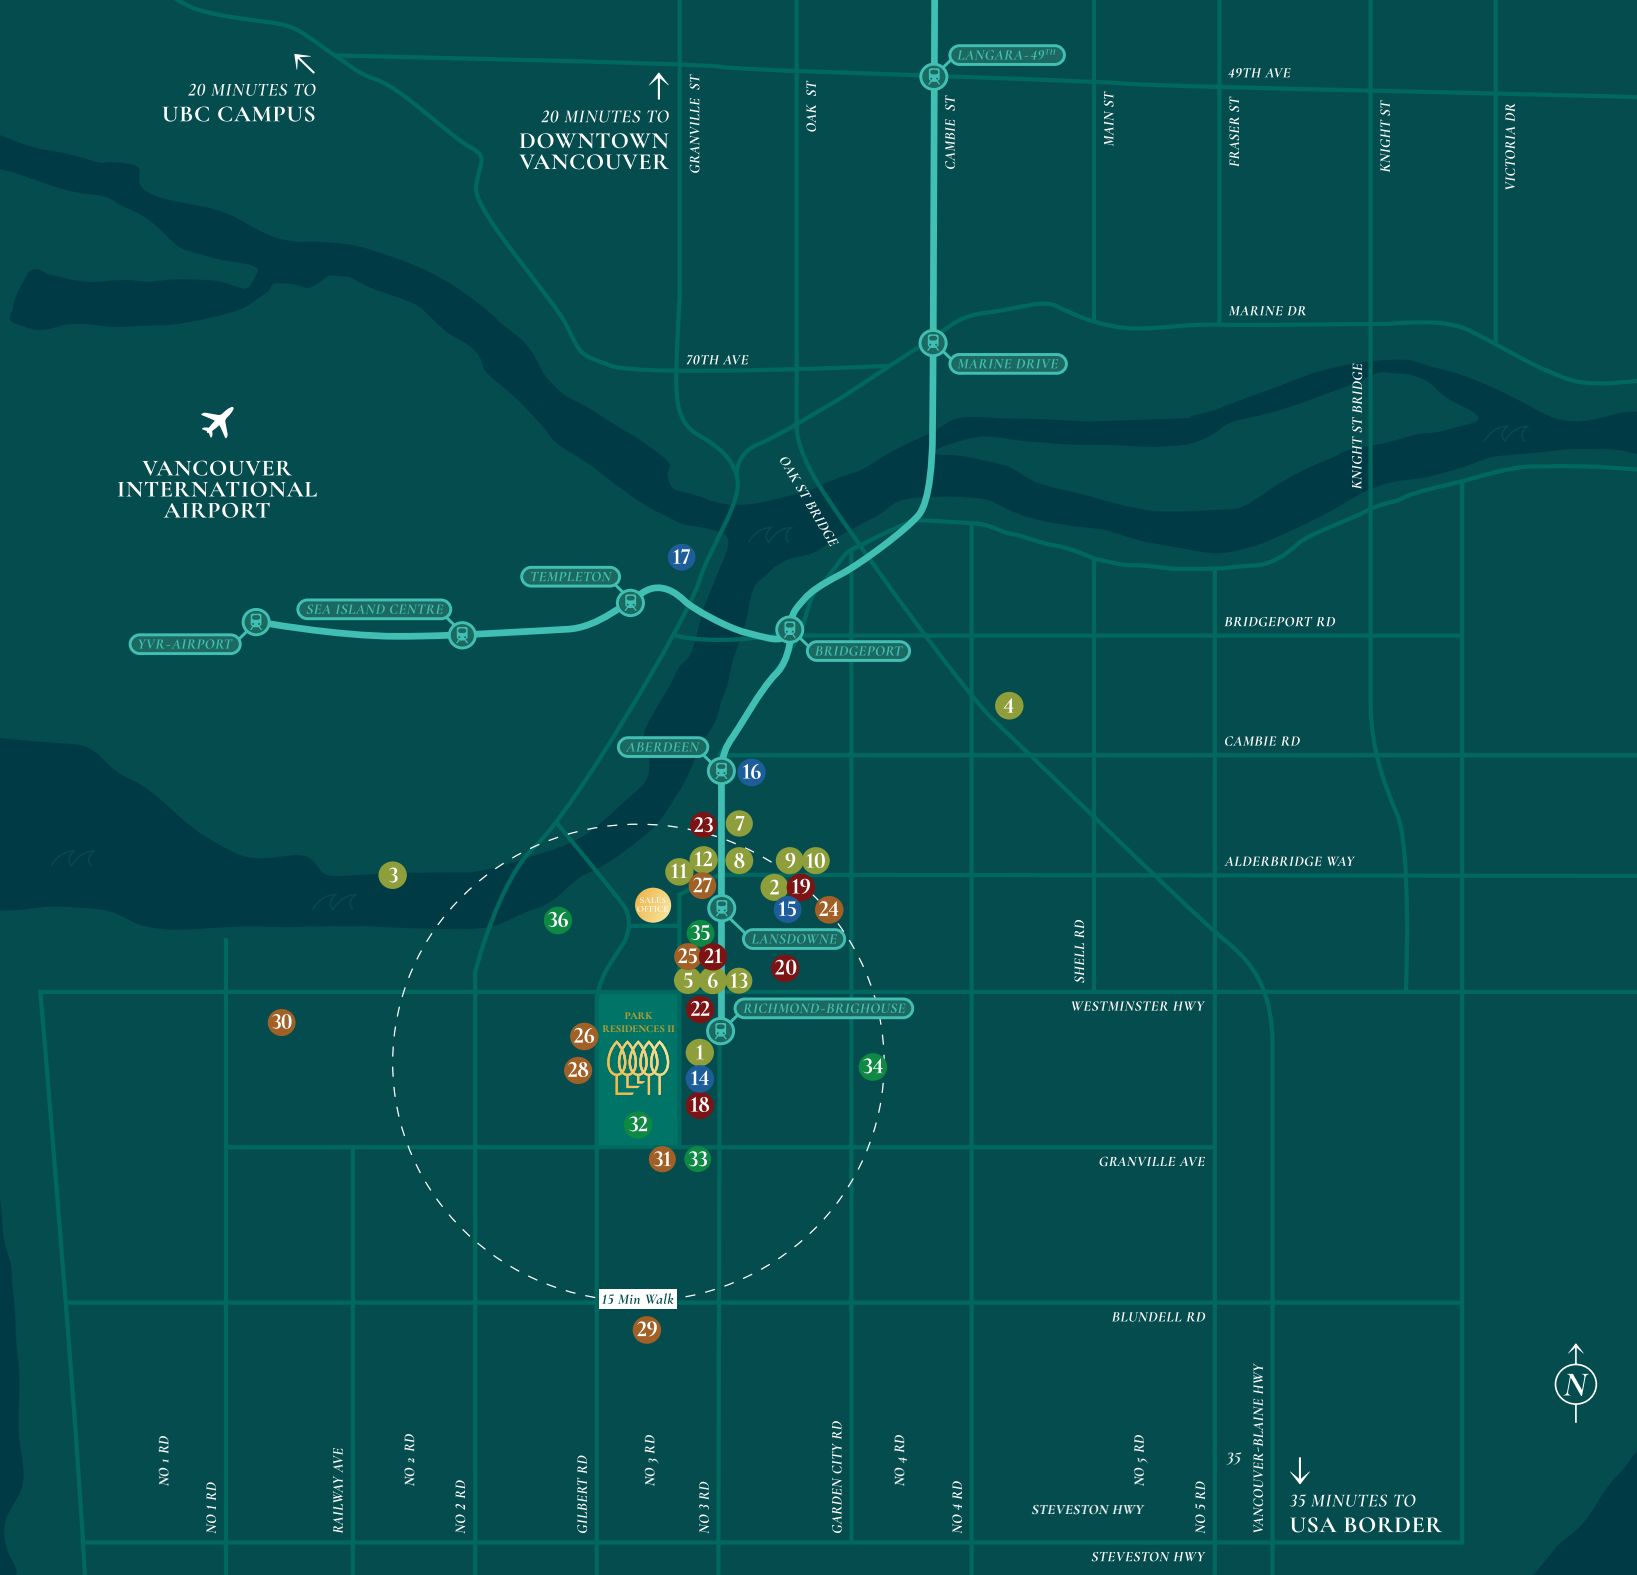 LANGARA-49TH
49TH AVE
20 MINUTES TO
UBC CAMPUS
20 MINUTES TO
DOWNTOWN
VANCOUVER
GRANVILLE ST
OAK ST
CAMBIE ST
MAIN ST
FRASER ST
KNIGHT ST
VICTORIA DR
MARINE DR
70TH AVE
MARINE DRIVE
KNIGHT ST BRIDGE
OAK ST BRIDGE
VANCOUVER
INTERNATIONAL
AIRPORT
17
TEMPLETON
SEA ISLAND CENTRE
YVR-AIRPORT
BRIDGEPORT
BRIDGEPORT RD
4
CAMBIE RD
ABERDEEN
16
23
7
12
8
9
10
11
3
27
2
19
ALDERBRIDGE WAY
SALES
OFFICE
15
24
36
35
LANSDOWNE
25
21
20
5
6
13
SHELL RD
22
RICHMOND-BRIGHOUSE
WESTMINSTER HWY
30
PARK
RESIDENCES II
26
1
28
14
34
18
32
31
33
GRANVILLE AVE
15 Min Walk
BLUNDELL RD
29
N
NO 1 RD
NO 1 RD
RAILWAY AVE
NO 2 RD
NO 2 RD
GILBERT RD
NO 3 RD
NO 3 RD
GARDEN CITY RD
NO 4 RD
NO 4 RD
STEVESTON HWY
NO 5 RD
NO 5 RD
35
VANCOUVER-BLAINE HWY
35 MINUTES TO
USA BORDER
STEVESTON HWY